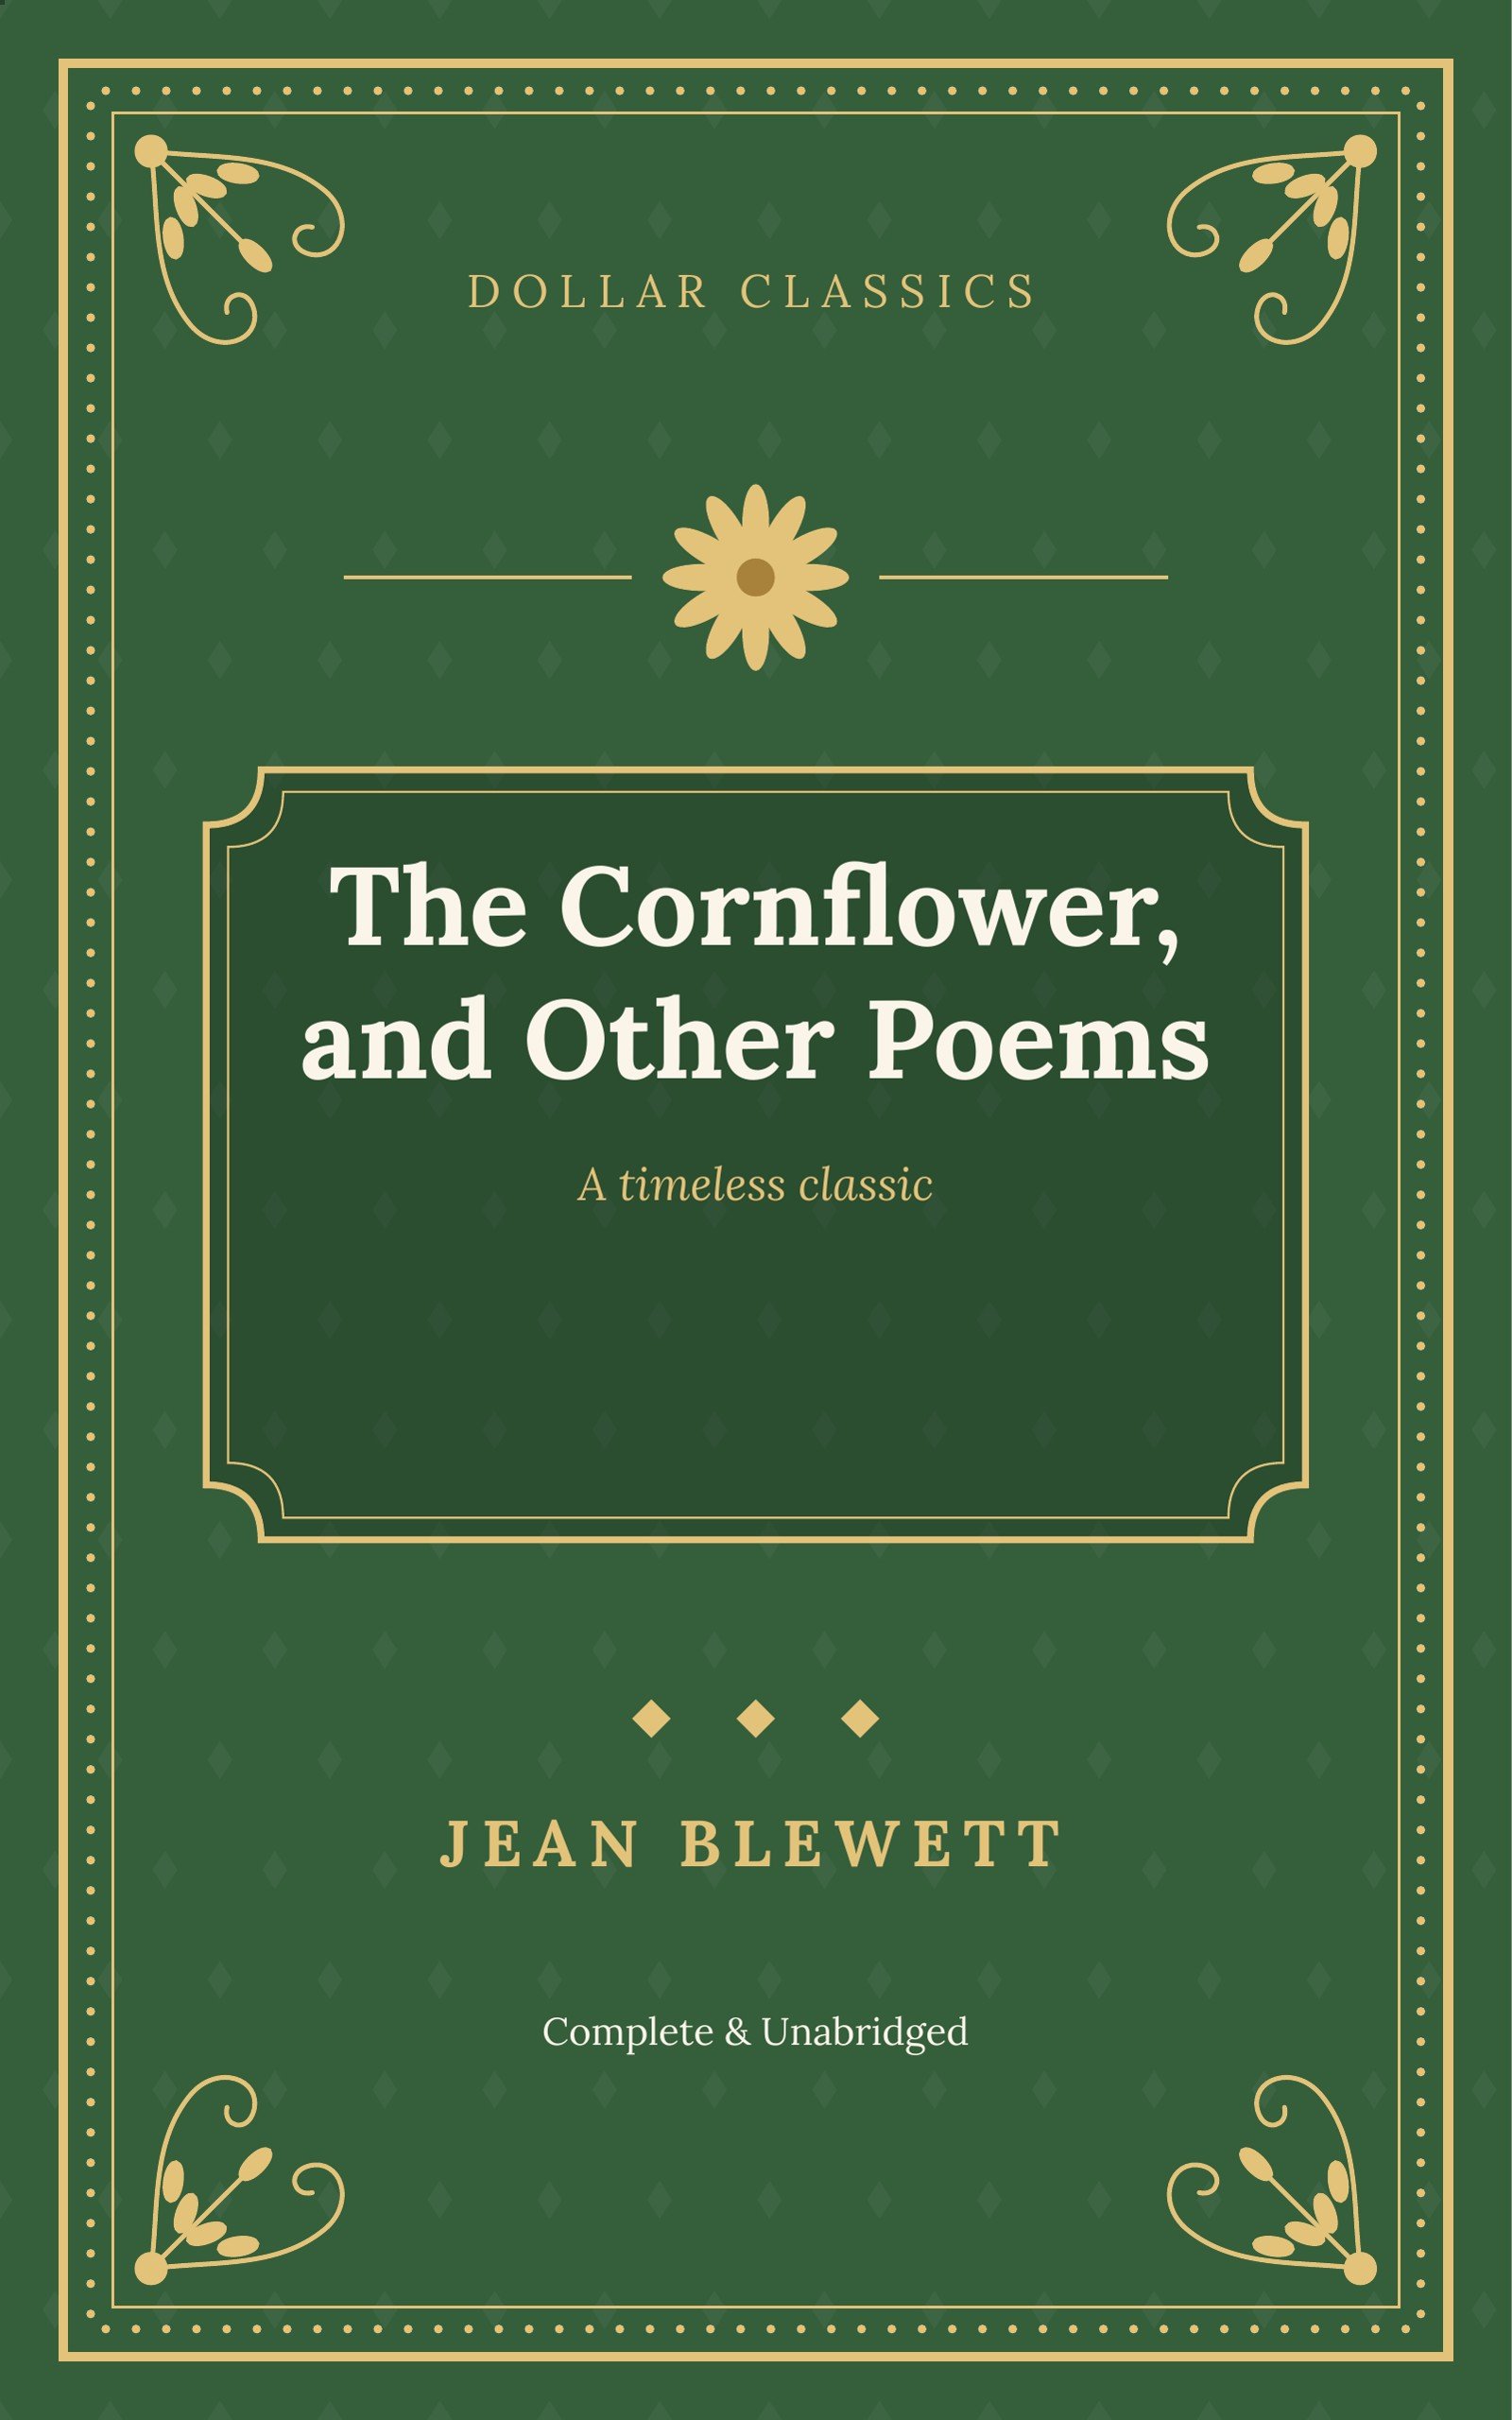 DOLLAR CLASSICS
The Cornflower,
and Other Poems
A timeless classic
JEAN BLEWETT
Complete & Unabridged